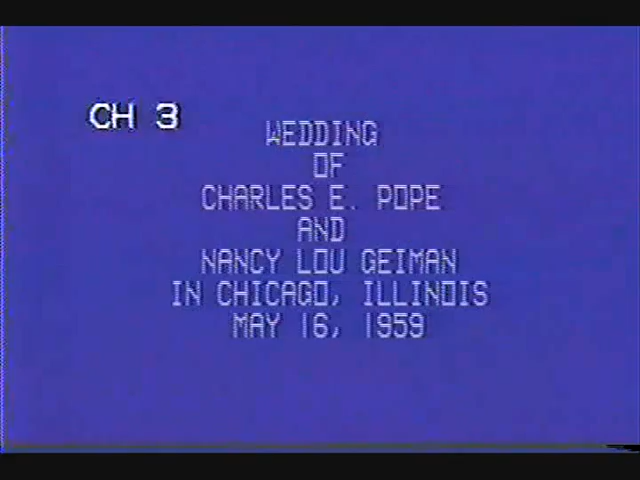 CH 3
WEDDING
OF
CHARLES E. POPE
AND
NANCY LOU GEIMAN
IN CHICAGO, ILLINOIS
MAY 16, 1959